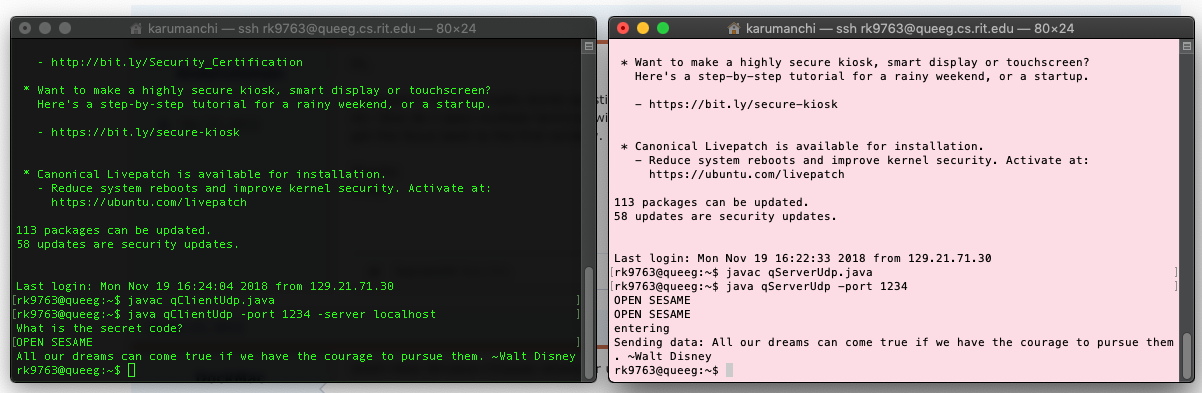 karumanchi — ssh rk9763@queeg.cs.rit.edu — 80×24
- http://bit.ly/Security_Certification
* Want to make a highly secure kiosk, smart display or touchscreen?
Here's a step-by-step tutorial for a rainy weekend, or a startup.
- https://bit.ly/secure-kiosk
* Canonical Livepatch is available for installation.
- Reduce system reboots and improve kernel security. Activate at:
https://ubuntu.com/livepatch
113 packages can be updated.
58 updates are security updates.
Last login: Mon Nov 19 16:24:04 2018 from 129.21.71.30
[rk9763@queeg:~$ javac qClientUdp.java ]
[rk9763@queeg:~$ java qClientUdp -port 1234 -server localhost ]
What is the secret code?
[OPEN SESAME ]
All our dreams can come true if we have the courage to pursue them. ~Walt Disney
rk9763@queeg:~$
karumanchi — ssh rk9763@queeg.cs.rit.edu — 80×24
* Want to make a highly secure kiosk, smart display or touchscreen?
Here's a step-by-step tutorial for a rainy weekend, or a startup.
- https://bit.ly/secure-kiosk
* Canonical Livepatch is available for installation.
- Reduce system reboots and improve kernel security. Activate at:
https://ubuntu.com/livepatch
113 packages can be updated.
58 updates are security updates.
Last login: Mon Nov 19 16:22:33 2018 from 129.21.71.30
[rk9763@queeg:~$ javac qServerUdp.java ]
[rk9763@queeg:~$ java qServerUdp -port 1234 ]
OPEN SESAME
OPEN SESAME
entering
Sending data: All our dreams can come true if we have the courage to pursue them
. ~Walt Disney
rk9763@queeg:~$